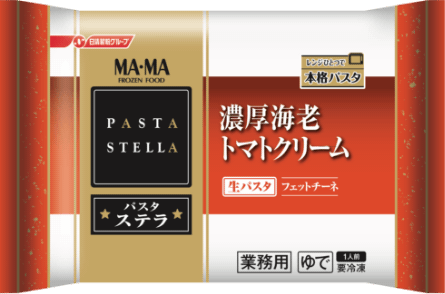 日清製粉グループ
MA·MA
FROZEN FOOD
PASTA
STELLA
パスタ
★ステラ★
レンジひとつで
本格パスタ
濃厚海老
トマトクリーム
生パスタ フェットチーネ
業務用 ゆで 1人前
要冷凍